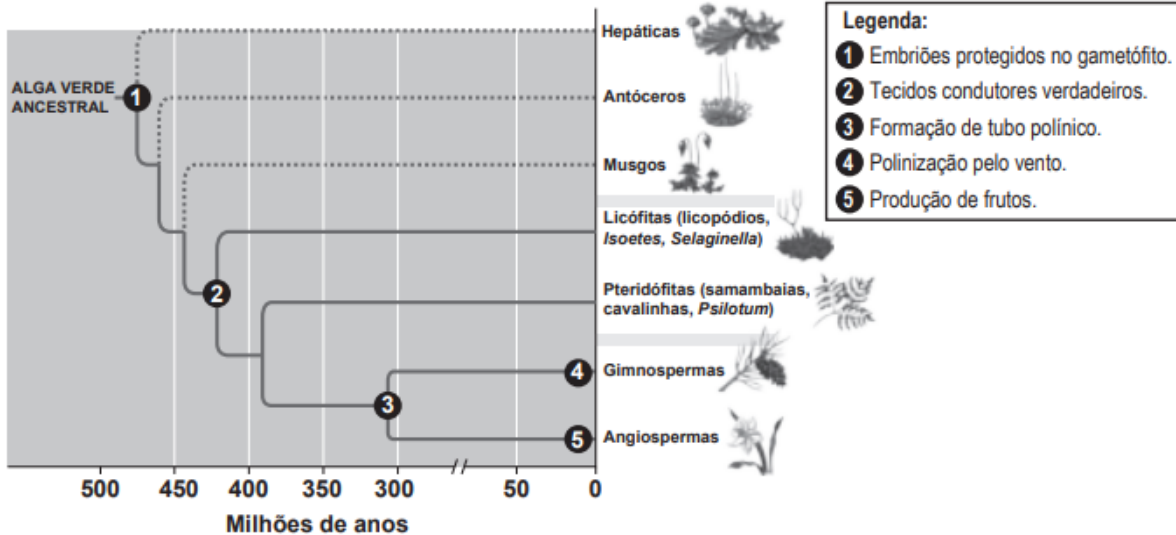 ALGA VERDE
ANCESTRAL
1
2
3
4
5
Hepáticas
Antóceros
Musgos
Licófitas (licopódios,
Isoetes, Selaginella)
Pteridófitas (samambaias,
cavalinhas, Psilotum)
Gimnospermas
Angiospermas
500 450 400 350 300 50 0
Milhões de anos
Legenda:
1 Embriões protegidos no gametófito.
2 Tecidos condutores verdadeiros.
3 Formação de tubo polínico.
4 Polinização pelo vento.
5 Produção de frutos.